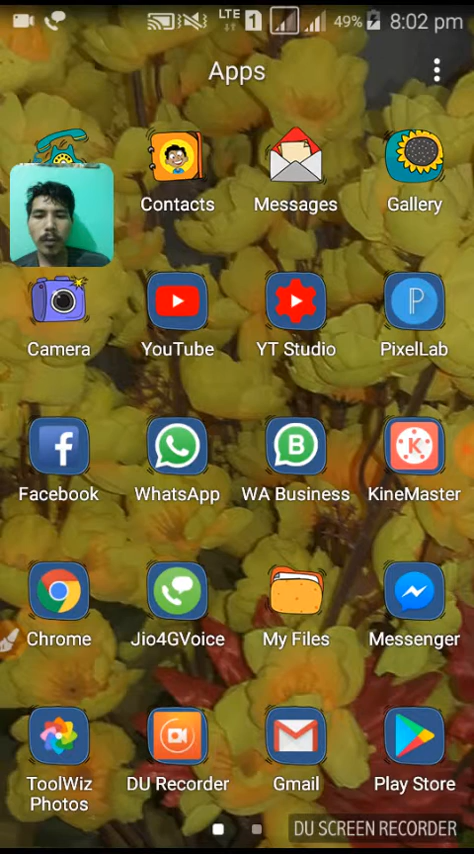 LTE 1 49% 8:02 pm
Apps
Contacts Messages Gallery
Camera YouTube YT Studio PixelLab
Facebook WhatsApp WA Business KineMaster
Chrome Jio4GVoice My Files Messenger
ToolWiz Photos DU Recorder Gmail Play Store
DU SCREEN RECORDER